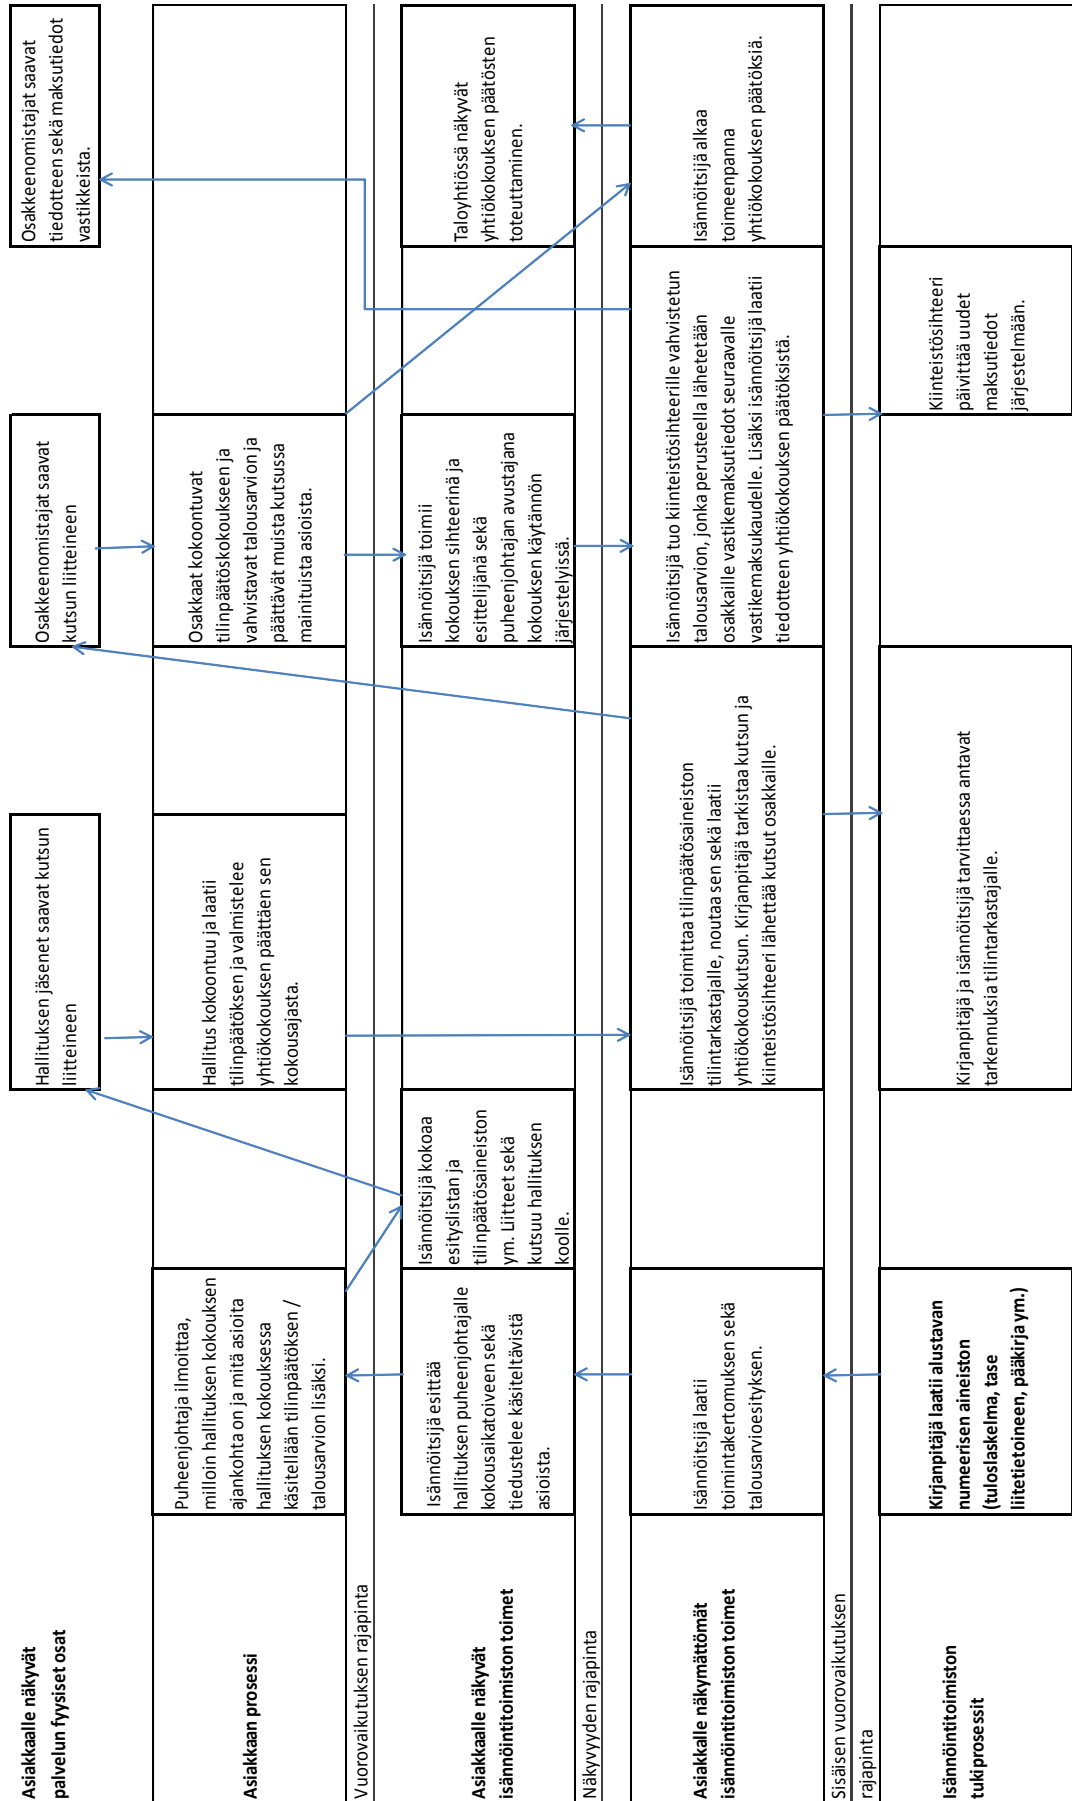 Asiakaalle näkyvät
palvelun fyysiset osat
Hallituksen jäsenet saavat kutsun
liitteineen
Osakkeenomistajat saavat
kutsun liitteineen
Osakkeenomistajat saavat
tiedotteen sekä maksutiedot
vastikkeista.
Asiakkaan prosessi
Puheenjohtaja ilmoittaa,
milloin hallituksen kokouksen
ajankohta on ja mitä asioita
hallituksen kokouksessa
käsitellään tilinpäätöksen /
talousarvion lisäksi.
Hallitus kokoontuu ja laatii
tilinpäätöksen ja valmistelee
yhtiökokouksen päättäen sen
kokousajasta.
Osakkaat kokoontuvat
tilinpäätöskokoukseen ja
vahvistavat talousarvion ja
päättävät muista kutsussa
mainituista asioista.
Vuorovaikutuksen rajapinta
Asiakkaalle näkyvät
isännöintitoimiston toimet
Isännöitsijä esittää
hallituksen puheenjohtajalle
kokousaikatoiveen sekä
tiedustelee käsiteltävistä
asioista.
Isännöitsijä kokoaa
esityslistan ja
tilinpäätösaineiston
ym. Liitteet sekä
kutsuu hallituksen
koolle.
Isännöitsijä toimii
kokouksen sihteerinä ja
esittelijänä sekä
puheenjohtajan avustajana
kokouksen käytännön
järjestelyissä.
Taloyhtiössä näkyvät
yhtiökokouksen päätösten
toteuttaminen.
Näkyvyyden rajapinta
Asiakkalle näkymättömät
isännöintitoimiston toimet
Isännöitsijä laatii
toimintakertomuksen sekä
talousarvioesityksen.
Isännöitsijä toimittaa tilinpäätösaineiston
tilintarkastajalle, noutaa sen sekä laatii
yhtiökokouskutsun. Kirjanpitäjä tarkistaa kutsun ja
kiinteistösihteeri lähettää kutsut osakkaille.
Isännöitsijä tuo kiinteistösihteerille vahvistetun
talousarvion, jonka perusteella lähetetään
osakkaille vastikemaksutiedot seuraavalle
vastikemaksukaudelle. Lisäksi isännöitsijä laatii
tiedotteen yhtiökokouksen päätöksistä.
Isännöitsijä alkaa
toimeenpanna
yhtiökokouksen päätöksiä.
Sisäisen vuorovaikutuksen
rajapinta
Isännöintitoimiston
tukiprosessit
Kirjanpitäjä laatii alustavan
numeerisen aineiston
(tuloslaskelma, tase
liitetietoineen, pääkirja ym.)
Kirjanpitäjä ja isännöitsijä tarvittaessa antavat
tarkennuksia tilintarkastajalle.
Kiinteistösihteeri
päivittää uudet
maksutiedot
järjestelmään.